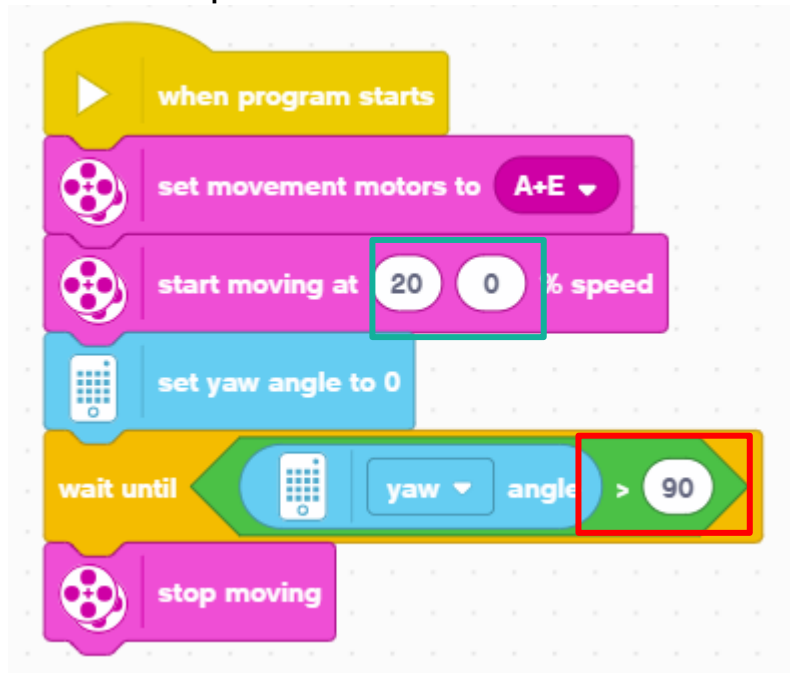 when program starts
set movement motors to A+E
start moving at 20 0 % speed
set yaw angle to 0
wait until yaw angle > 90
stop moving